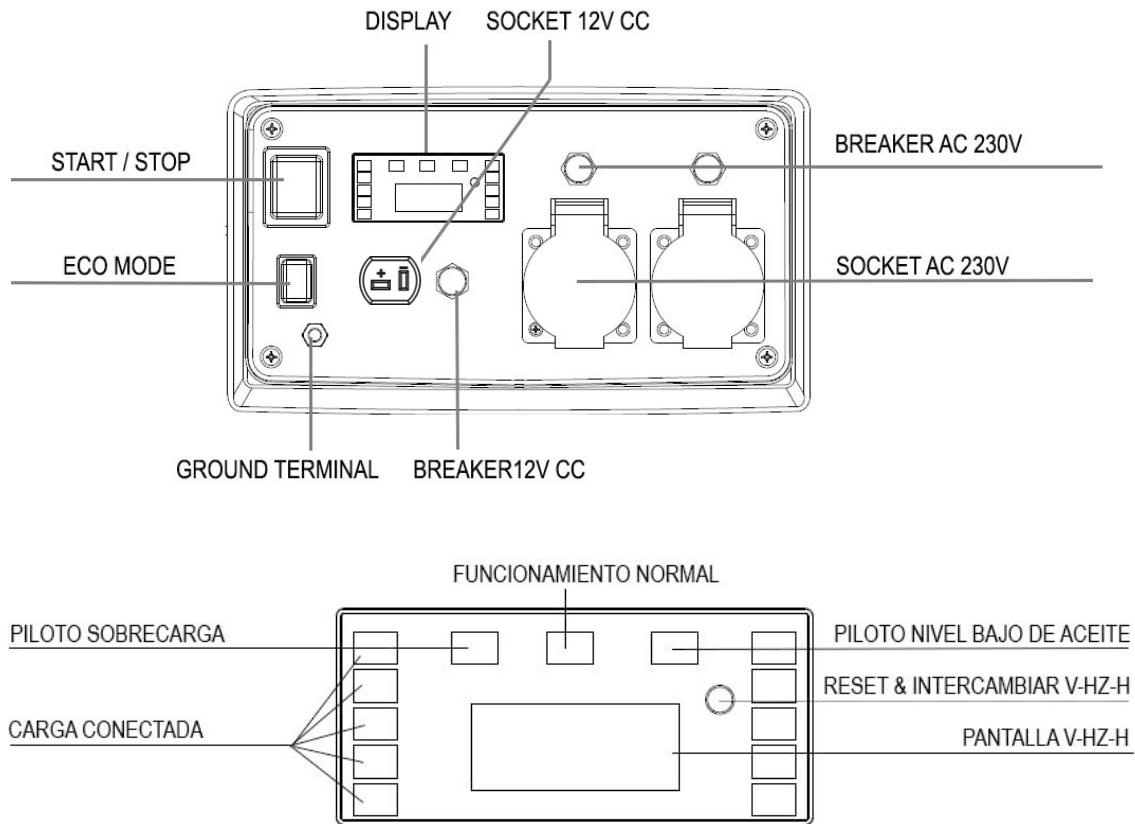 DISPLAY
SOCKET 12V CC
START / STOP
BREAKER AC 230V
ECO MODE
SOCKET AC 230V
+
GROUND TERMINAL
BREAKER12V CC
FUNCIONAMIENTO NORMAL
PILOTO SOBRECARGA
PILOTO NIVEL BAJO DE ACEITE
RESET & INTERCAMBIAR V-HZ-H
CARGA CONECTADA
PANTALLA V-HZ-H